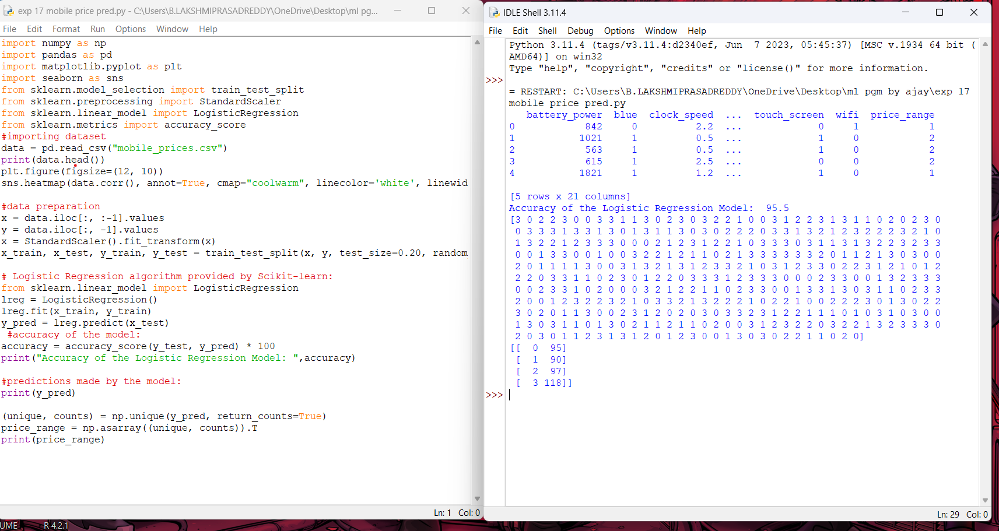 exp 17 mobile price pred.py - C:\Users\B.LAKSHMIPRASADREDDY\OneDrive\Desktop\ml pg...
File Edit Format Run Options Window Help
import numpy as np
import pandas as pd
import matplotlib.pyplot as plt
import seaborn as sns
from sklearn.model_selection import train_test_split
from sklearn.preprocessing import StandardScaler
from sklearn.linear_model import LogisticRegression
from sklearn.metrics import accuracy_score
#importing dataset
data = pd.read_csv("mobile_prices.csv")
print(data.head())
plt.figure(figsize=(12, 10))
sns.heatmap(data.corr(), annot=True, cmap="coolwarm", linecolor='white', linewid
#data preparation
x = data.iloc[:, :-1].values
y = data.iloc[:, -1].values
x = StandardScaler().fit_transform(x)
x_train, x_test, y_train, y_test = train_test_split(x, y, test_size=0.20, random
# Logistic Regression algorithm provided by Scikit-learn:
from sklearn.linear_model import LogisticRegression
lreg = LogisticRegression()
lreg.fit(x_train, y_train)
y_pred = lreg.predict(x_test)
#accuracy of the model:
accuracy = accuracy_score(y_test, y_pred) * 100
print("Accuracy of the Logistic Regression Model: ",accuracy)
#predictions made by the model:
print(y_pred)
(unique, counts) = np.unique(y_pred, return_counts=True)
price_range = np.asarray((unique, counts)).T
print(price_range)
Ln: 1 Col: 0
IDLE Shell 3.11.4
File Edit Shell Debug Options Window Help
Python 3.11.4 (tags/v3.11.4:d2340ef, Jun  7 2023, 05:45:37) [MSC v.1934 64 bit (
AMD64)] on win32
Type "help", "copyright", "credits" or "license()" for more information.
>>>
= RESTART: C:\Users\B.LAKSHMIPRASADREDDY\OneDrive\Desktop\ml pgm by ajay\exp 17
mobile price pred.py
battery_power blue clock_speed ... touch_screen wifi price_range
0 842 0 2.2 ... 0 1 1
1 1021 1 0.5 ... 1 0 2
2 563 1 0.5 ... 1 0 2
3 615 1 2.5 ... 0 0 2
4 1821 1 1.2 ... 1 0 1
[5 rows x 21 columns]
Accuracy of the Logistic Regression Model:  95.5
[3 0 2 2 3 0 0 3 3 1 1 3 0 2 3 0 3 2 2 1 0 0 3 1 2 2 3 1 3 1 1 0 2 0 2 3 0
0 3 3 3 1 3 3 1 3 0 1 3 1 1 3 0 3 0 2 2 2 0 3 3 1 3 2 1 2 3 2 2 2 3 2 1 0
1 3 2 2 1 2 3 3 3 0 0 0 2 1 2 3 1 2 2 1 0 3 3 3 0 3 1 1 3 1 3 2 2 3 2 3 3
0 0 1 3 3 0 0 1 0 0 3 2 2 1 2 1 1 0 2 1 3 3 3 3 3 3 2 0 1 1 2 1 3 0 3 0 0
2 0 1 1 1 1 3 0 0 3 1 3 2 1 3 1 2 3 3 2 1 0 3 1 2 3 3 0 2 2 3 1 2 1 0 1 2
2 2 0 3 3 1 1 0 2 3 0 1 2 2 0 3 3 3 1 2 3 3 3 0 0 0 2 3 3 0 0 1 3 2 3 3 3
0 0 2 3 3 1 0 2 0 0 0 3 2 1 2 2 1 1 0 2 3 3 0 0 1 3 3 1 3 0 3 1 1 0 2 3 3
2 0 0 1 2 3 2 2 3 2 1 0 3 3 2 1 3 2 2 2 1 0 2 2 1 0 0 2 2 2 3 0 1 3 0 2 2
3 0 2 0 1 1 3 0 0 2 3 1 2 0 2 0 3 0 3 3 2 3 1 2 2 1 1 1 0 1 0 3 1 0 3 0 0
1 3 0 3 1 1 0 1 3 0 2 1 1 2 1 1 0 2 0 0 3 1 2 3 2 2 0 3 2 2 1 3 2 3 3 3 0
2 0 3 0 1 1 2 3 1 3 1 2 0 1 2 3 0 0 1 3 0 3 0 2 2 1 1 0 2 0]
[[  0  95]
[  1  90]
[  2  97]
[  3 118]]
>>>
Ln: 29 Col: 0
UME R 4.2.1